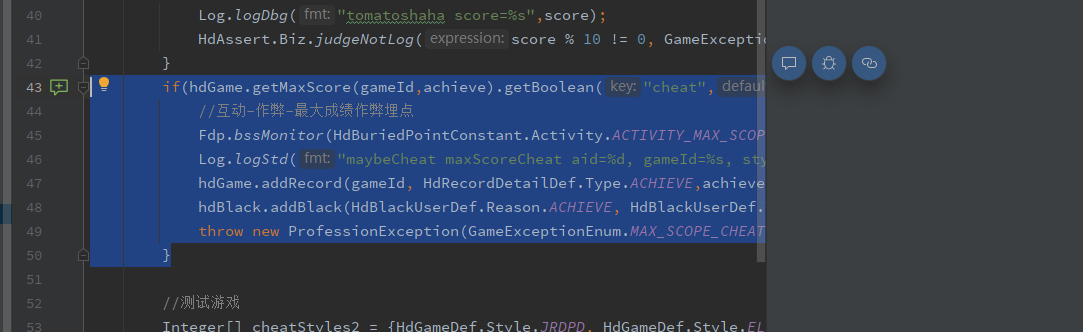 40 Log.logDbg( fmt: "tomatoshaha score=%s",score);
41 HdAssert.Biz.judgeNotLog( expression: score % 10 != 0, GameExcepti
42 }
43 if(hdGame.getMaxScore(gameId,achieve).getBoolean( key: "cheat", default
44 //互动-作弊-最大成绩作弊埋点
45 Fdp.bssMonitor(HdBuriedPointConstant.Activity.ACTIVITY_MAX_SCOP
46 Log.logStd( fmt: "maybeCheat maxScoreCheat aid=%d, gameId=%s, sty
47 hdGame.addRecord(gameId, HdRecordDetailDef.Type.ACHIEVE,achieve
48 hdBlack.addBlack(HdBlackUserDef.Reason.ACHIEVE, HdBlackUserDef.
49 throw new ProfessionException(GameExceptionEnum.MAX_SCOPE_CHEAT
50 }
51
52 //测试游戏
53 Integer[] cheatStyles2 = {HdGameDef.Style.JRDPD, HdGameDef.Style.EL